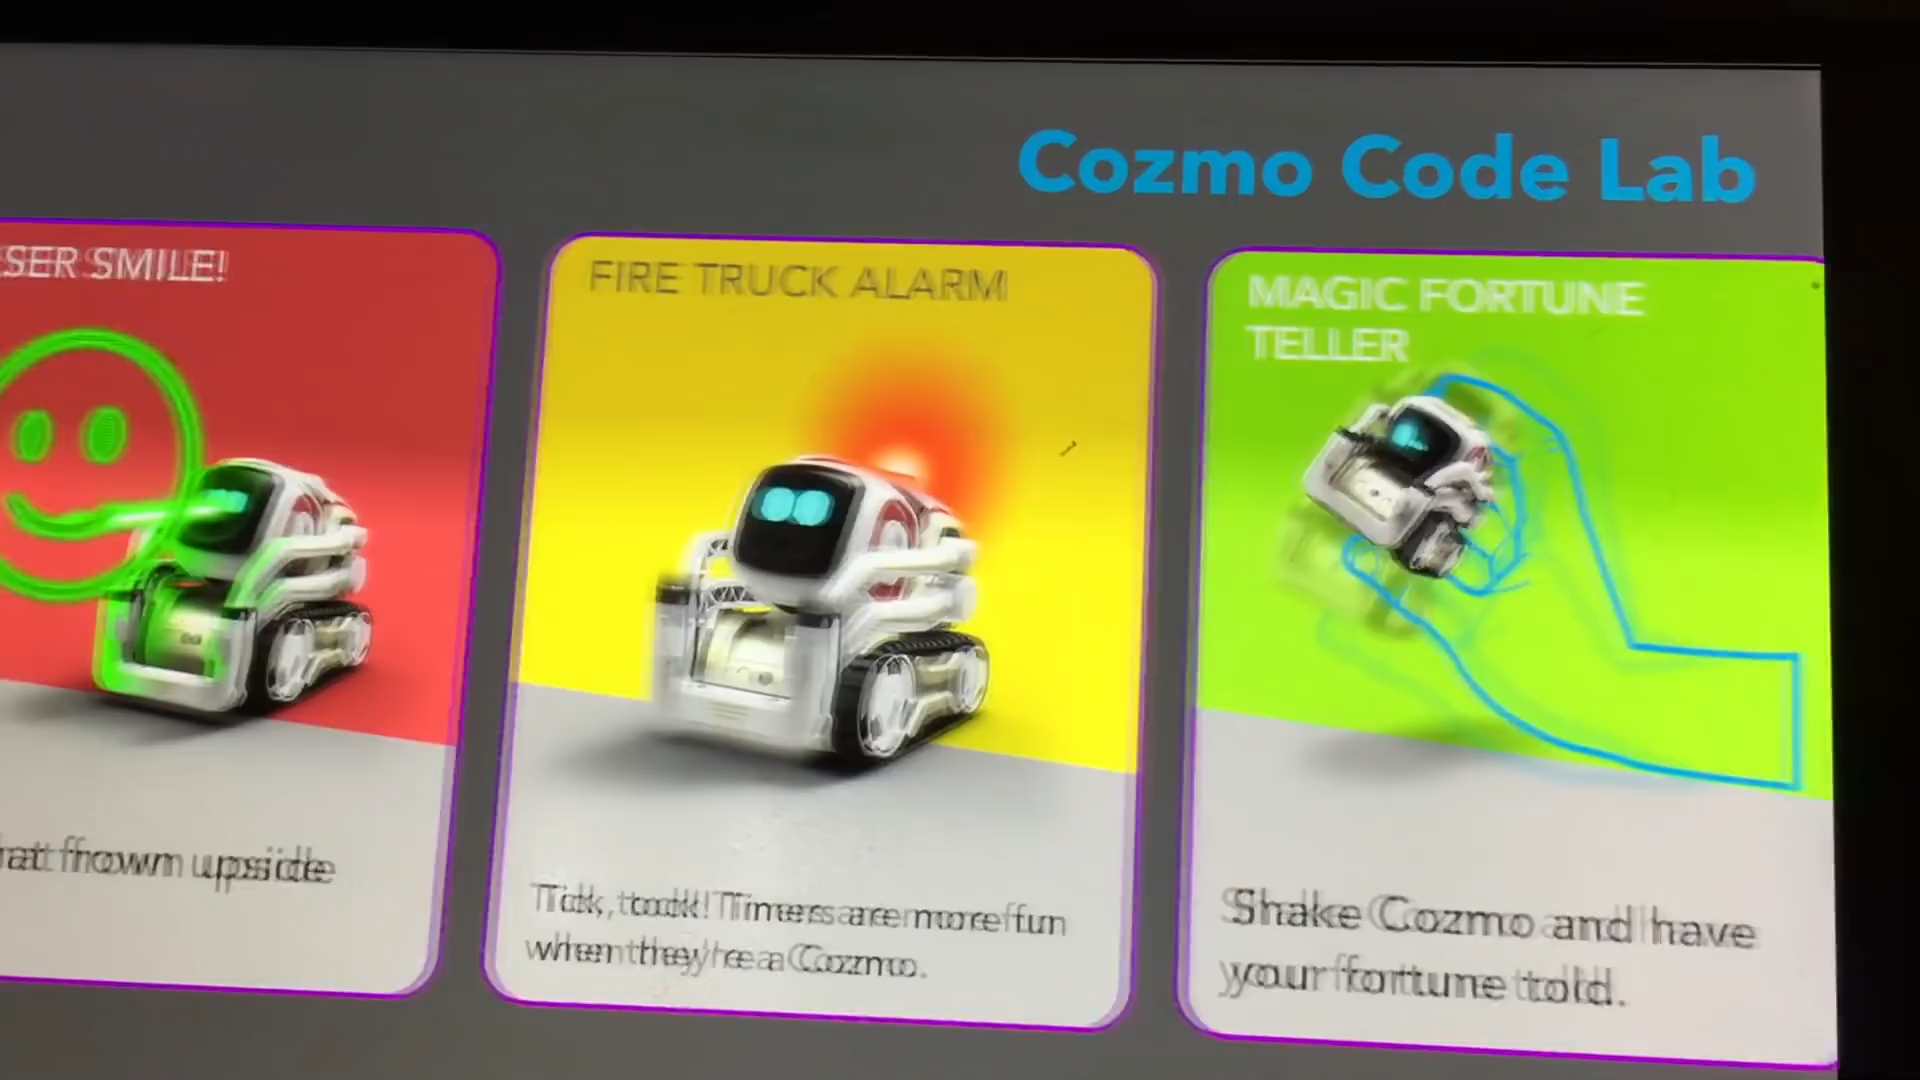 Cozmo Code Lab
SER SMILE!
FIRE TRUCK ALARM
MAGIC FORTUNE
TELLER
frown upside
Tick, tock! Timers are more fun
when they're a Cozmo.
Shake Cozmo and have
your fortune told.